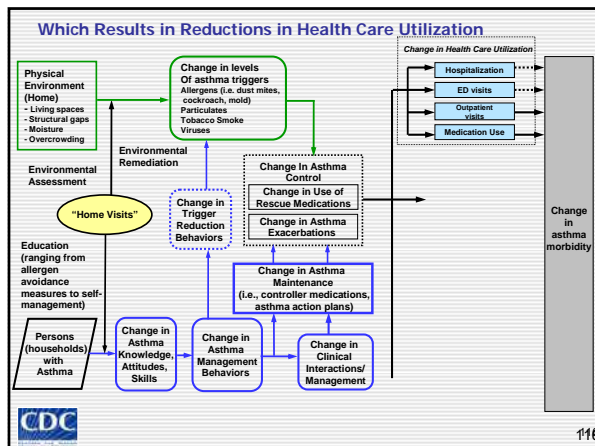 Which Results in Reductions in Health Care Utilization
Change in Health Care Utilization
Hospitalization
ED visits
Outpatient
visits
Medication Use
Physical
Environment
(Home)
- Living spaces
- Structural gaps
- Moisture
- Overcrowding
Change in levels
Of asthma triggers
Allergens (i.e. dust mites,
cockroach, mold)
Particulates
Tobacco Smoke
Viruses
Environmental
Remediation
Environmental
Assessment
Change In Asthma
Control
Change in Use of
Rescue Medications
Change in Asthma
Exacerbations
Change
in
asthma
morbidity
“Home Visits”
Change in
Trigger
Reduction
Behaviors
Education
(ranging from
allergen
avoidance
measures to self-
management)
Change in Asthma
Maintenance
(i.e., controller medications,
asthma action plans)
Persons
(households)
with
Asthma
Change in
Asthma
Knowledge,
Attitudes,
Skills
Change in
Asthma
Management
Behaviors
Change in
Clinical
Interactions/
Management
CDC